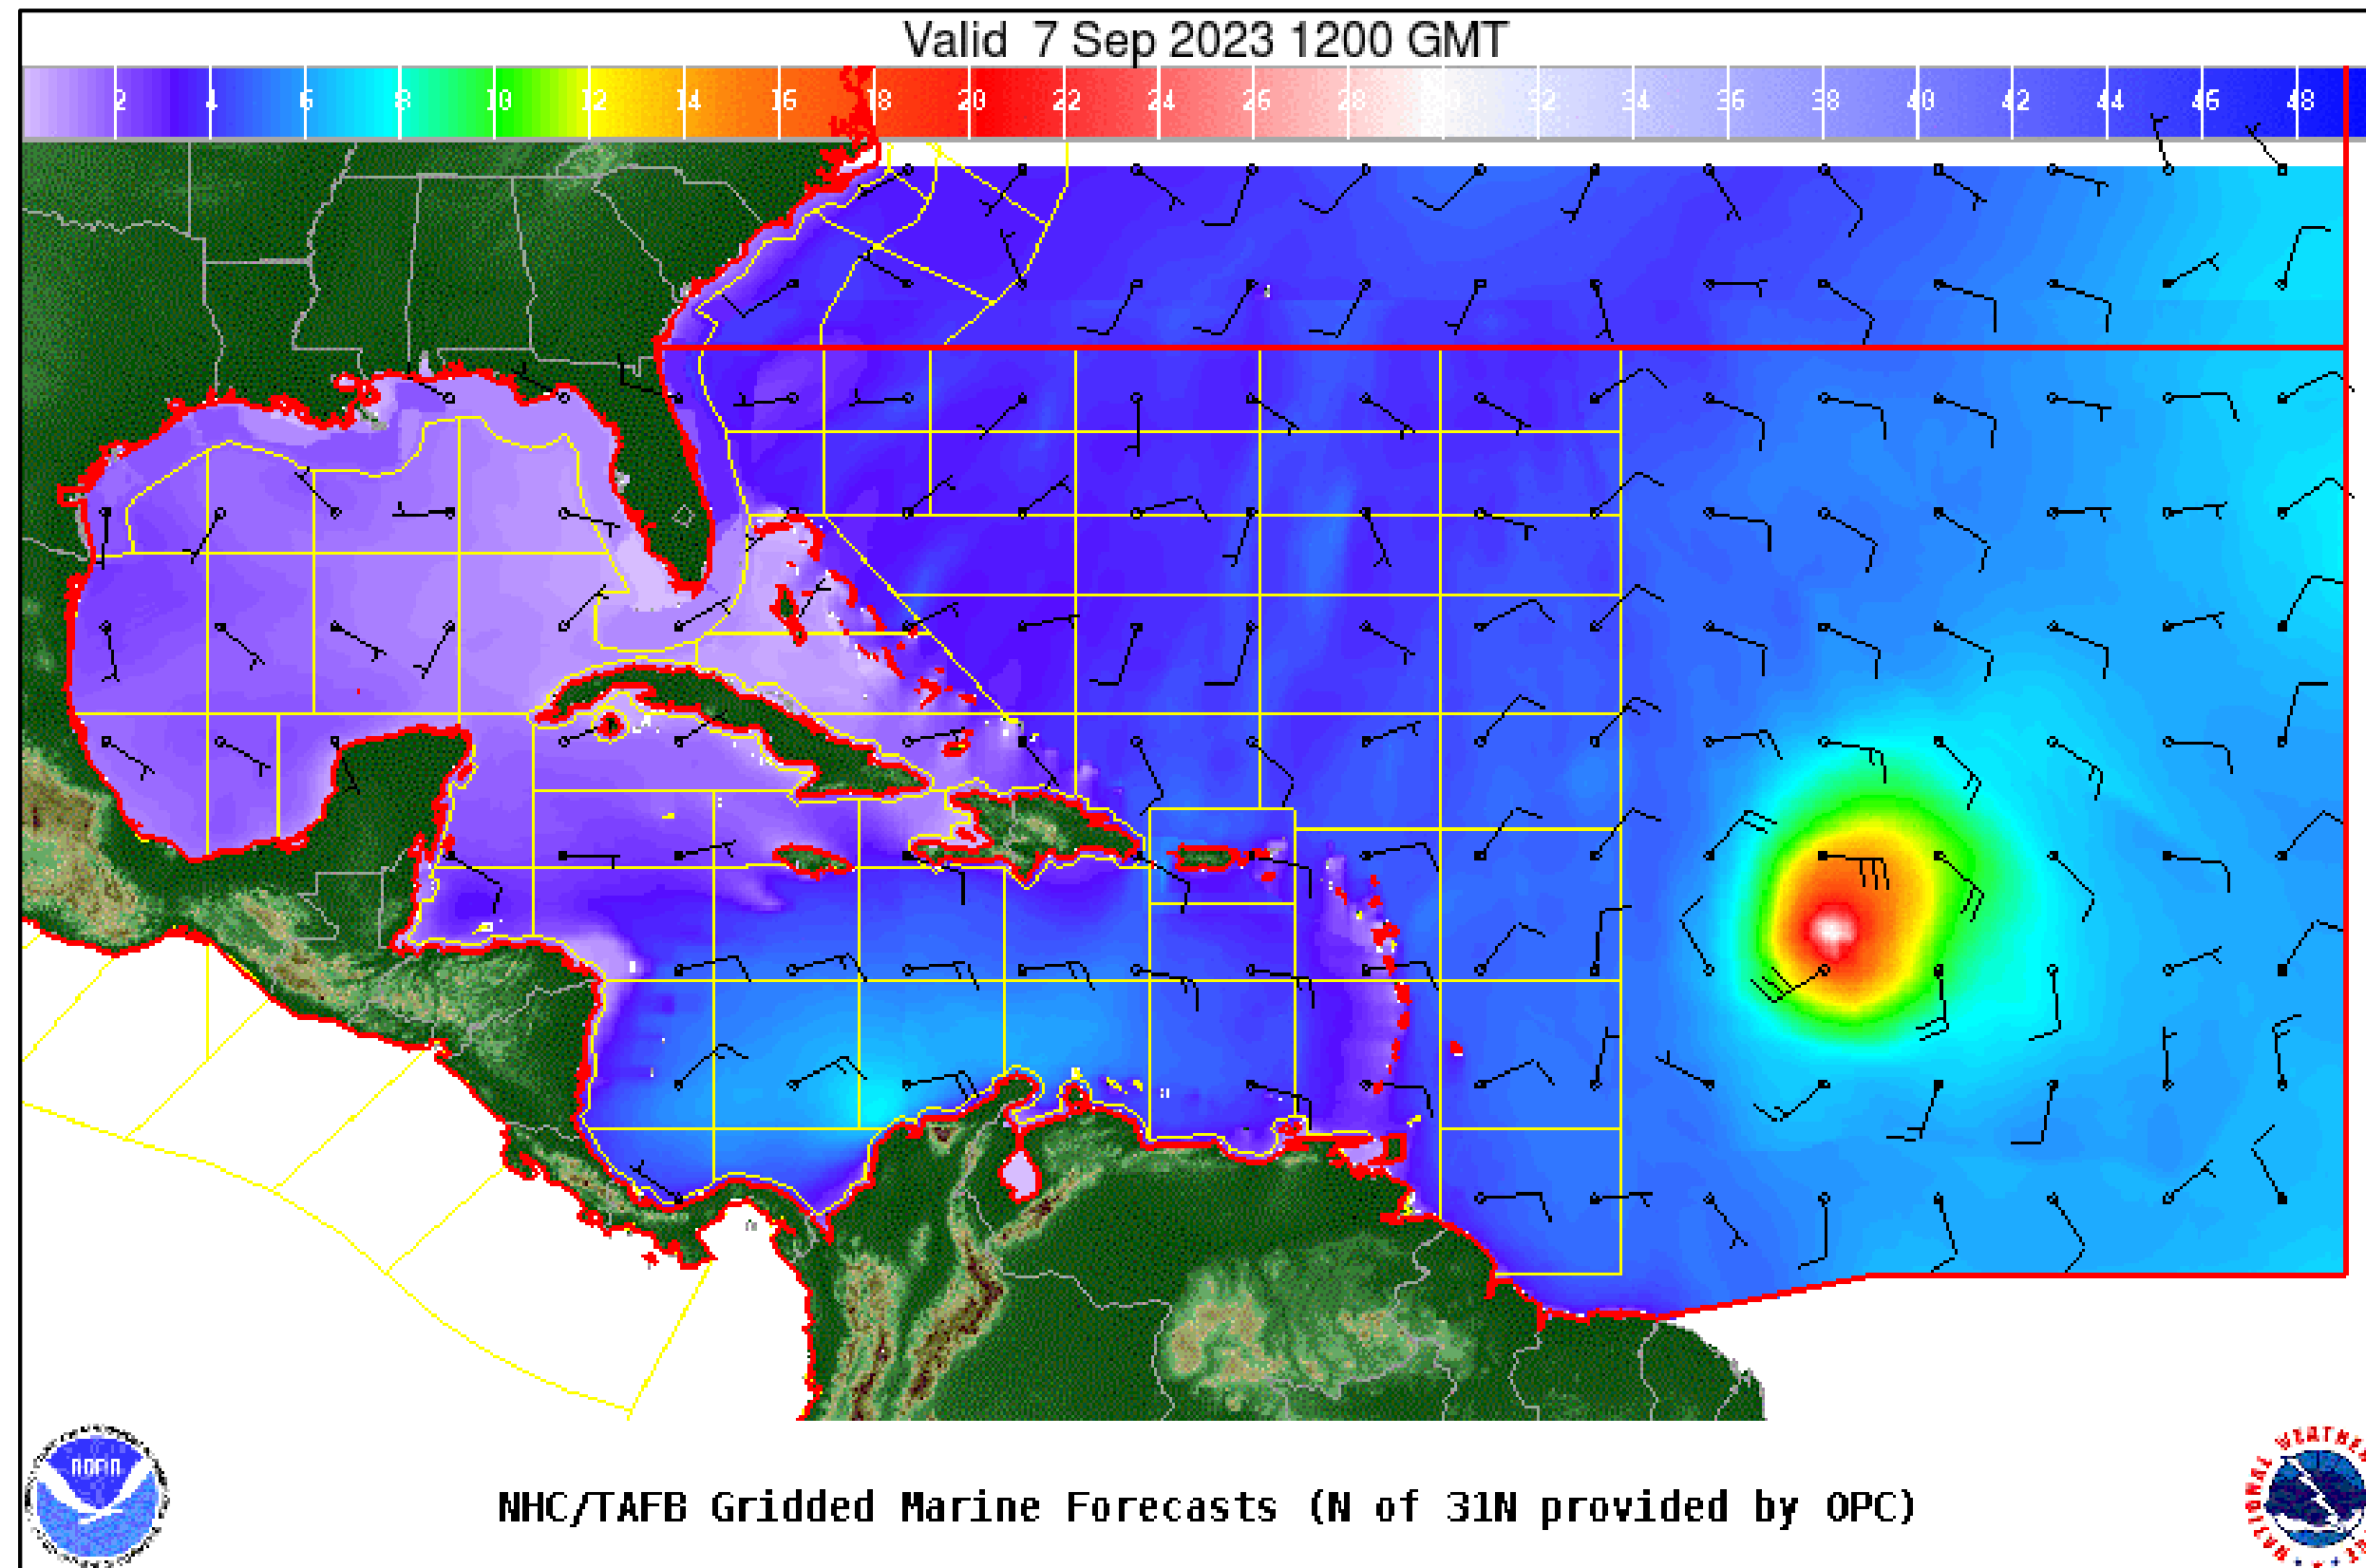 Valid 7 Sep 2023 1200 GMT
2 4 6 8 10 12 14 16 18 20 22 24 26 28 30 32 34 36 38 40 42 44 46 48
NOAA
NHC/TAFB Gridded Marine Forecasts (N of 31N provided by OPC)